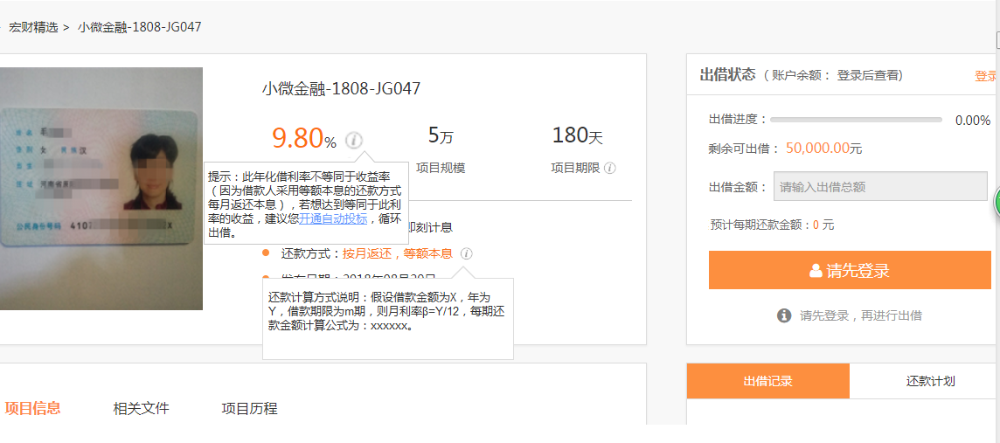 宏财精选 > 小微金融-1808-JG047
小微金融-1808-JG047
9.80% i
5万
180天
项目规模
项目期限 i
提示：此年化借利率不等同于收益率
（因为借款人采用等额本息的还款方式
每月返还本息），若想达到等同于此利
率的收益，建议您开通自动投标，循环
出借。
即刻计息
还款方式：按月返还，等额本息 i
还款计算方式说明：假设借款金额为X，年为
Y，借款期限为m期，则月利率β=Y/12，每期还
款金额计算公式为：xxxxxx。
女
汉
公民身份号码 4107
X
项目信息
相关文件
项目历程
出借状态（账户余额： 登录后查看)
登录
出借进度：
0.00%
剩余可出借： 50,000.00元
出借金额：
请输入出借总额
预计每期还款金额：0 元
请先登录
i 请先登录，再进行出借
出借记录
还款计划